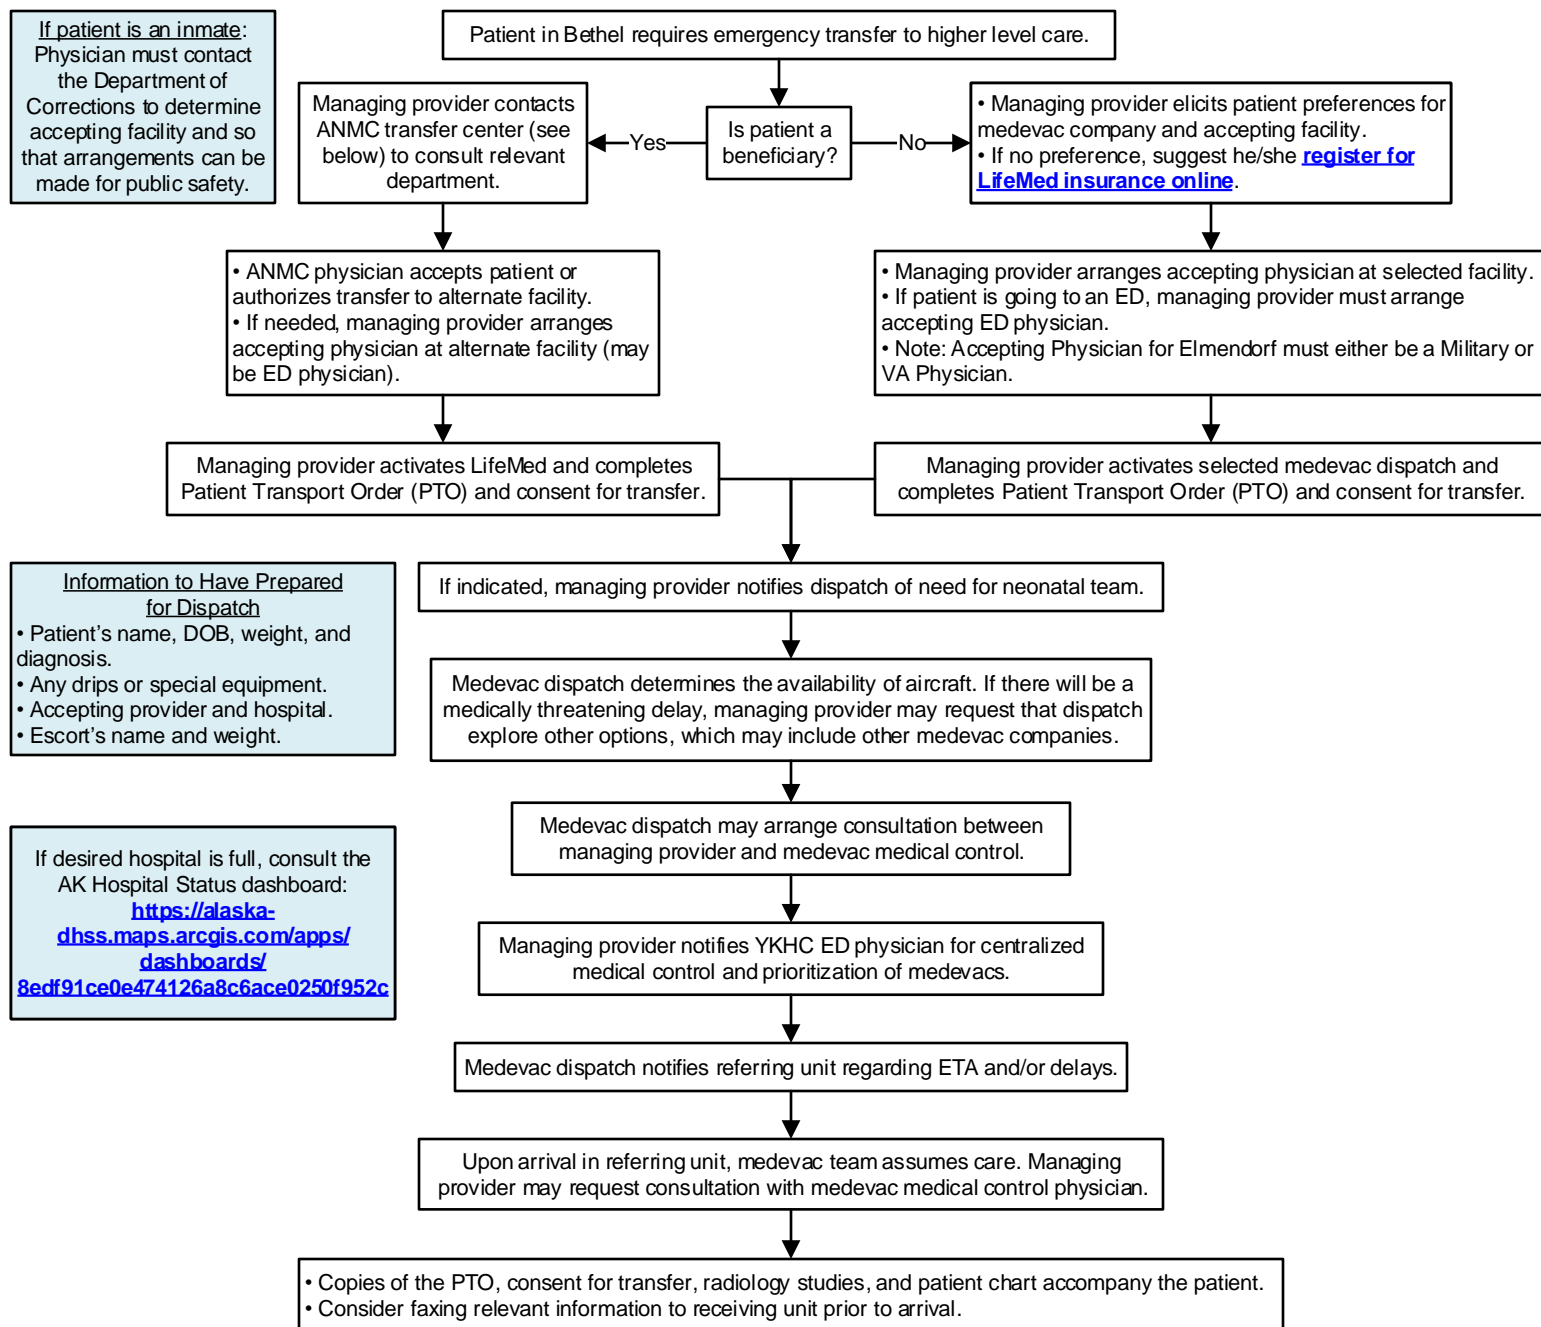 If patient is an inmate:
Physician must contact
the Department of
Corrections to determine
accepting facility and so
that arrangements can be
made for public safety.
Patient in Bethel requires emergency transfer to higher level care.
Managing provider contacts
ANMC transfer center (see
below) to consult relevant
department.
Yes
Is patient a
beneficiary?
No
• Managing provider elicits patient preferences for
medevac company and accepting facility.
• If no preference, suggest he/she register for
LifeMed insurance online.
• ANMC physician accepts patient or
authorizes transfer to alternate facility.
• If needed, managing provider arranges
accepting physician at alternate facility (may
be ED physician).
• Managing provider arranges accepting physician at selected facility.
• If patient is going to an ED, managing provider must arrange
accepting ED physician.
• Note: Accepting Physician for Elmendorf must either be a Military or
VA Physician.
Managing provider activates LifeMed and completes
Patient Transport Order (PTO) and consent for transfer.
Managing provider activates selected medevac dispatch and
completes Patient Transport Order (PTO) and consent for transfer.
Information to Have Prepared
for Dispatch
• Patient’s name, DOB, weight, and
diagnosis.
• Any drips or special equipment.
• Accepting provider and hospital.
• Escort’s name and weight.
If indicated, managing provider notifies dispatch of need for neonatal team.
Medevac dispatch determines the availability of aircraft. If there will be a
medically threatening delay, managing provider may request that dispatch
explore other options, which may include other medevac companies.
If desired hospital is full, consult the
AK Hospital Status dashboard:
https://alaska-
dhss.maps.arcgis.com/apps/
dashboards/
8edf91ce0e474126a8c6ace0250f952c
Medevac dispatch may arrange consultation between
managing provider and medevac medical control.
Managing provider notifies YKHC ED physician for centralized
medical control and prioritization of medevacs.
Medevac dispatch notifies referring unit regarding ETA and/or delays.
Upon arrival in referring unit, medevac team assumes care. Managing
provider may request consultation with medevac medical control physician.
• Copies of the PTO, consent for transfer, radiology studies, and patient chart accompany the patient.
• Consider faxing relevant information to receiving unit prior to arrival.